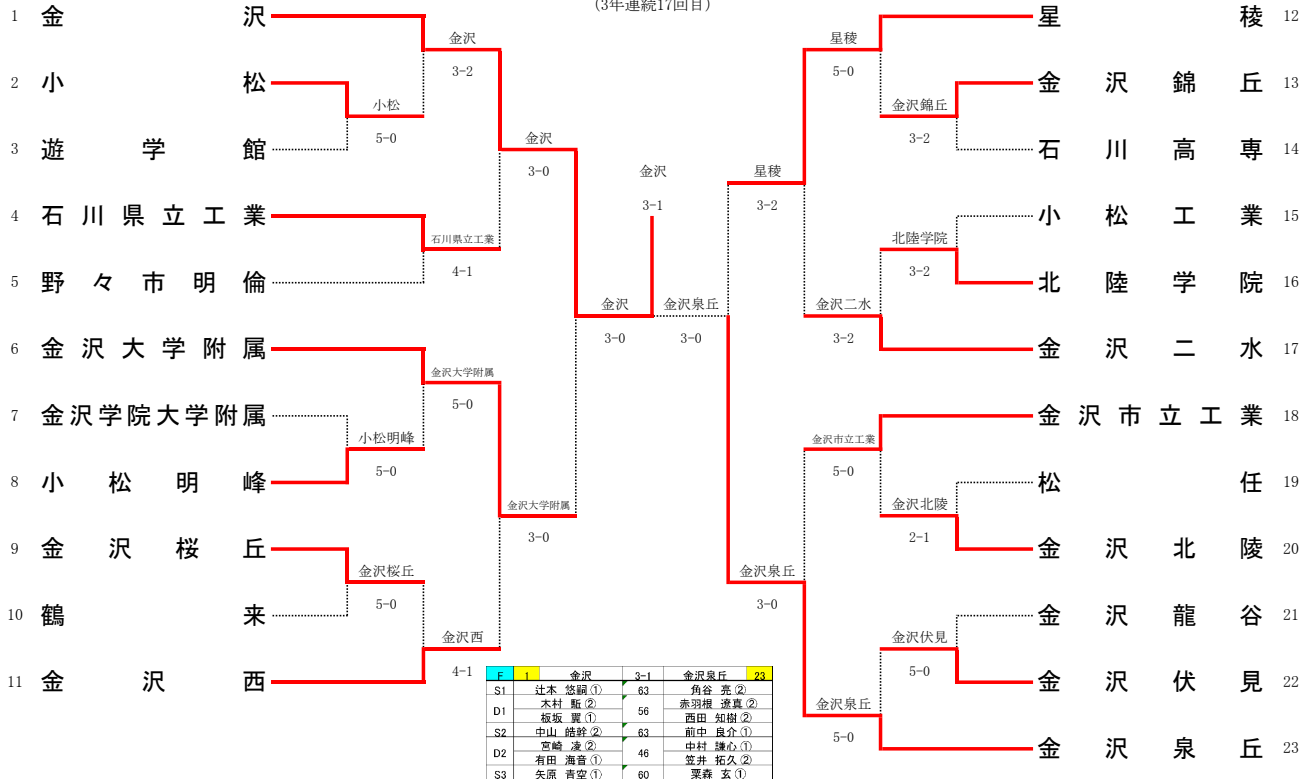 (3年連続17回目)
1 金沢
2 小松
3 遊学館
4 石川県立工業
5 野々市明倫
6 金沢大学附属
7 金沢学院大学附属
8 小松明峰
9 金沢桜丘
10 鶴来
11 金沢西
金沢
3-2
小松
5-0
石川県立工業
4-1
金沢
3-0
金沢大学附属
5-0
小松明峰
5-0
金沢大学附属
3-0
金沢桜丘
5-0
金沢西
4-1
金沢
3-0
金沢
3-1
金沢泉丘
3-0
星稜
3-2
星稜
5-0
金沢錦丘
3-2
北陸学院
3-2
金沢二水
3-2
金沢市立工業
5-0
金沢北陵
2-1
金沢泉丘
3-0
金沢伏見
5-0
金沢泉丘
5-0
星稜 12
金沢錦丘 13
石川高専 14
小松工業 15
北陸学院 16
金沢二水 17
金沢市立工業 18
松任 19
金沢北陵 20
金沢龍谷 21
金沢伏見 22
金沢泉丘 23
F 1 金沢 3-1 金沢泉丘 23
S1 辻本 悠嗣① 63 角谷 亮②
D1 木村 駈② 56 赤羽根 遼真②
板坂 翼① 西田 知樹②
S2 中山 皓幹② 63 前中 良介①
D2 宮崎 凌② 46 中村 謙心①
有田 海音① 笠井 拓久②
S3 矢原 青空① 60 粟森 玄①